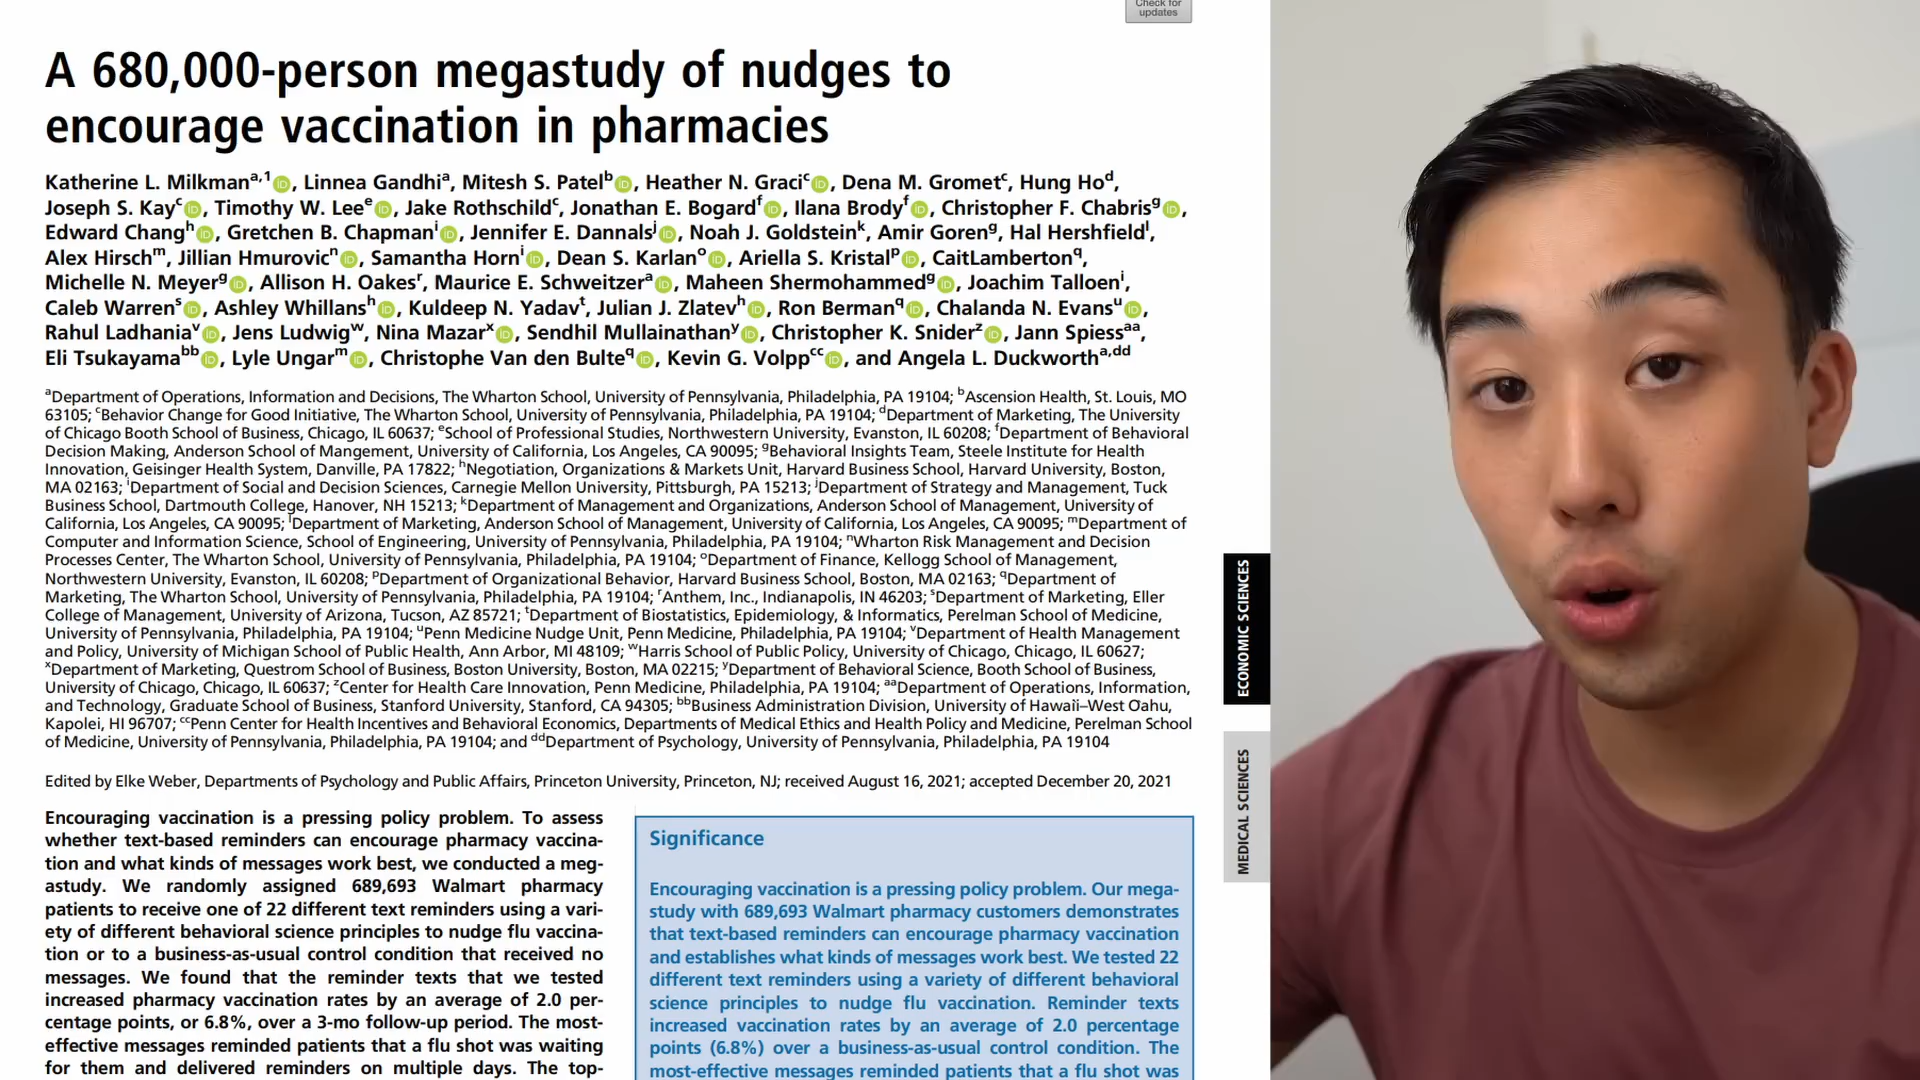 Check for
updates
A 680,000-person megastudy of nudges to
encourage vaccination in pharmacies
Katherine L. Milkmana,1, Linnea Gandhia, Mitesh S. Patelb, Heather N. Gracic, Dena M. Grometc, Hung Hod,
Joseph S. Kayc, Timothy W. Leee, Jake Rothschildc, Jonathan E. Bogardf, Ilana Brodyf, Christopher F. Chabrisg,
Edward Changh, Gretchen B. Chapmani, Jennifer E. Dannalsj, Noah J. Goldsteink, Amir Goreng, Hal Hershfieldl,
Alex Hirschm, Jillian Hmurovicn, Samantha Horni, Dean S. Karlano, Ariella S. Kristalp, CaitLambertonq,
Michelle N. Meyerg, Allison H. Oakesr, Maurice E. Schweitzera, Maheen Shermohammedg, Joachim Talloeni,
Caleb Warrens, Ashley Whillansh, Kuldeep N. Yadavt, Julian J. Zlatevh, Ron Bermanq, Chalanda N. Evansu,
Rahul Ladhaniav, Jens Ludwigw, Nina Mazarx, Sendhil Mullainathany, Christopher K. Sniderz, Jann Spiessaa,
Eli Tsukayamabb, Lyle Ungarm, Christophe Van den Bulteq, Kevin G. Volppcc, and Angela L. Duckwortha,dd
aDepartment of Operations, Information and Decisions, The Wharton School, University of Pennsylvania, Philadelphia, PA 19104; bAscension Health, St. Louis, MO
63105; cBehavior Change for Good Initiative, The Wharton School, University of Pennsylvania, Philadelphia, PA 19104; dDepartment of Marketing, The University
of Chicago Booth School of Business, Chicago, IL 60637; eSchool of Professional Studies, Northwestern University, Evanston, IL 60208; fDepartment of Behavioral
Decision Making, Anderson School of Mangement, University of California, Los Angeles, CA 90095; gBehavioral Insights Team, Steele Institute for Health
Innovation, Geisinger Health System, Danville, PA 17822; hNegotiation, Organizations & Markets Unit, Harvard Business School, Harvard University, Boston,
MA 02163; iDepartment of Social and Decision Sciences, Carnegie Mellon University, Pittsburgh, PA 15213; jDepartment of Strategy and Management, Tuck
Business School, Dartmouth College, Hanover, NH 15213; kDepartment of Management and Organizations, Anderson School of Management, University of
California, Los Angeles, CA 90095; lDepartment of Marketing, Anderson School of Management, University of California, Los Angeles, CA 90095; mDepartment of
Computer and Information Science, School of Engineering, University of Pennsylvania, Philadelphia, PA 19104; nWharton Risk Management and Decision
Processes Center, The Wharton School, University of Pennsylvania, Philadelphia, PA 19104; oDepartment of Finance, Kellogg School of Management,
Northwestern University, Evanston, IL 60208; pDepartment of Organizational Behavior, Harvard Business School, Boston, MA 02163; qDepartment of
Marketing, The Wharton School, University of Pennsylvania, Philadelphia, PA 19104; rAnthem, Inc., Indianapolis, IN 46203; sDepartment of Marketing, Eller
College of Management, University of Arizona, Tucson, AZ 85721; tDepartment of Biostatistics, Epidemiology, & Informatics, Perelman School of Medicine,
University of Pennsylvania, Philadelphia, PA 19104; uPenn Medicine Nudge Unit, Penn Medicine, Philadelphia, PA 19104; vDepartment of Health Management
and Policy, University of Michigan School of Public Health, Ann Arbor, MI 48109; wHarris School of Public Policy, University of Chicago, Chicago, IL 60627;
xDepartment of Marketing, Questrom School of Business, Boston University, Boston, MA 02215; yDepartment of Behavioral Science, Booth School of Business,
University of Chicago, Chicago, IL 60637; zCenter for Health Care Innovation, Penn Medicine, Philadelphia, PA 19104; aaDepartment of Operations, Information,
and Technology, Graduate School of Business, Stanford University, Stanford, CA 94305; bbBusiness Administration Division, University of Hawaiʻi–West Oahu,
Kapolei, HI 96707; ccPenn Center for Health Incentives and Behavioral Economics, Departments of Medical Ethics and Health Policy and Medicine, Perelman School
of Medicine, University of Pennsylvania, Philadelphia, PA 19104; and ddDepartment of Psychology, University of Pennsylvania, Philadelphia, PA 19104
Edited by Elke Weber, Departments of Psychology and Public Affairs, Princeton University, Princeton, NJ; received August 16, 2021; accepted December 20, 2021
Encouraging vaccination is a pressing policy problem. To assess
whether text-based reminders can encourage pharmacy vaccina-
tion and what kinds of messages work best, we conducted a meg-
astudy. We randomly assigned 689,693 Walmart pharmacy
patients to receive one of 22 different text reminders using a vari-
ety of different behavioral science principles to nudge flu vaccina-
tion or to a business-as-usual control condition that received no
messages. We found that the reminder texts that we tested
increased pharmacy vaccination rates by an average of 2.0 per-
centage points, or 6.8%, over a 3-mo follow-up period. The most-
effective messages reminded patients that a flu shot was waiting
for them and delivered reminders on multiple days. The top-
Significance
Encouraging vaccination is a pressing policy problem. Our mega-
study with 689,693 Walmart pharmacy customers demonstrates
that text-based reminders can encourage pharmacy vaccination
and establishes what kinds of messages work best. We tested 22
different text reminders using a variety of different behavioral
science principles to nudge flu vaccination. Reminder texts
increased vaccination rates by an average of 2.0 percentage
points (6.8%) over a business-as-usual control condition. The
most-effective messages reminded patients that a flu shot was
ECONOMIC SCIENCES
MEDICAL SCIENCES